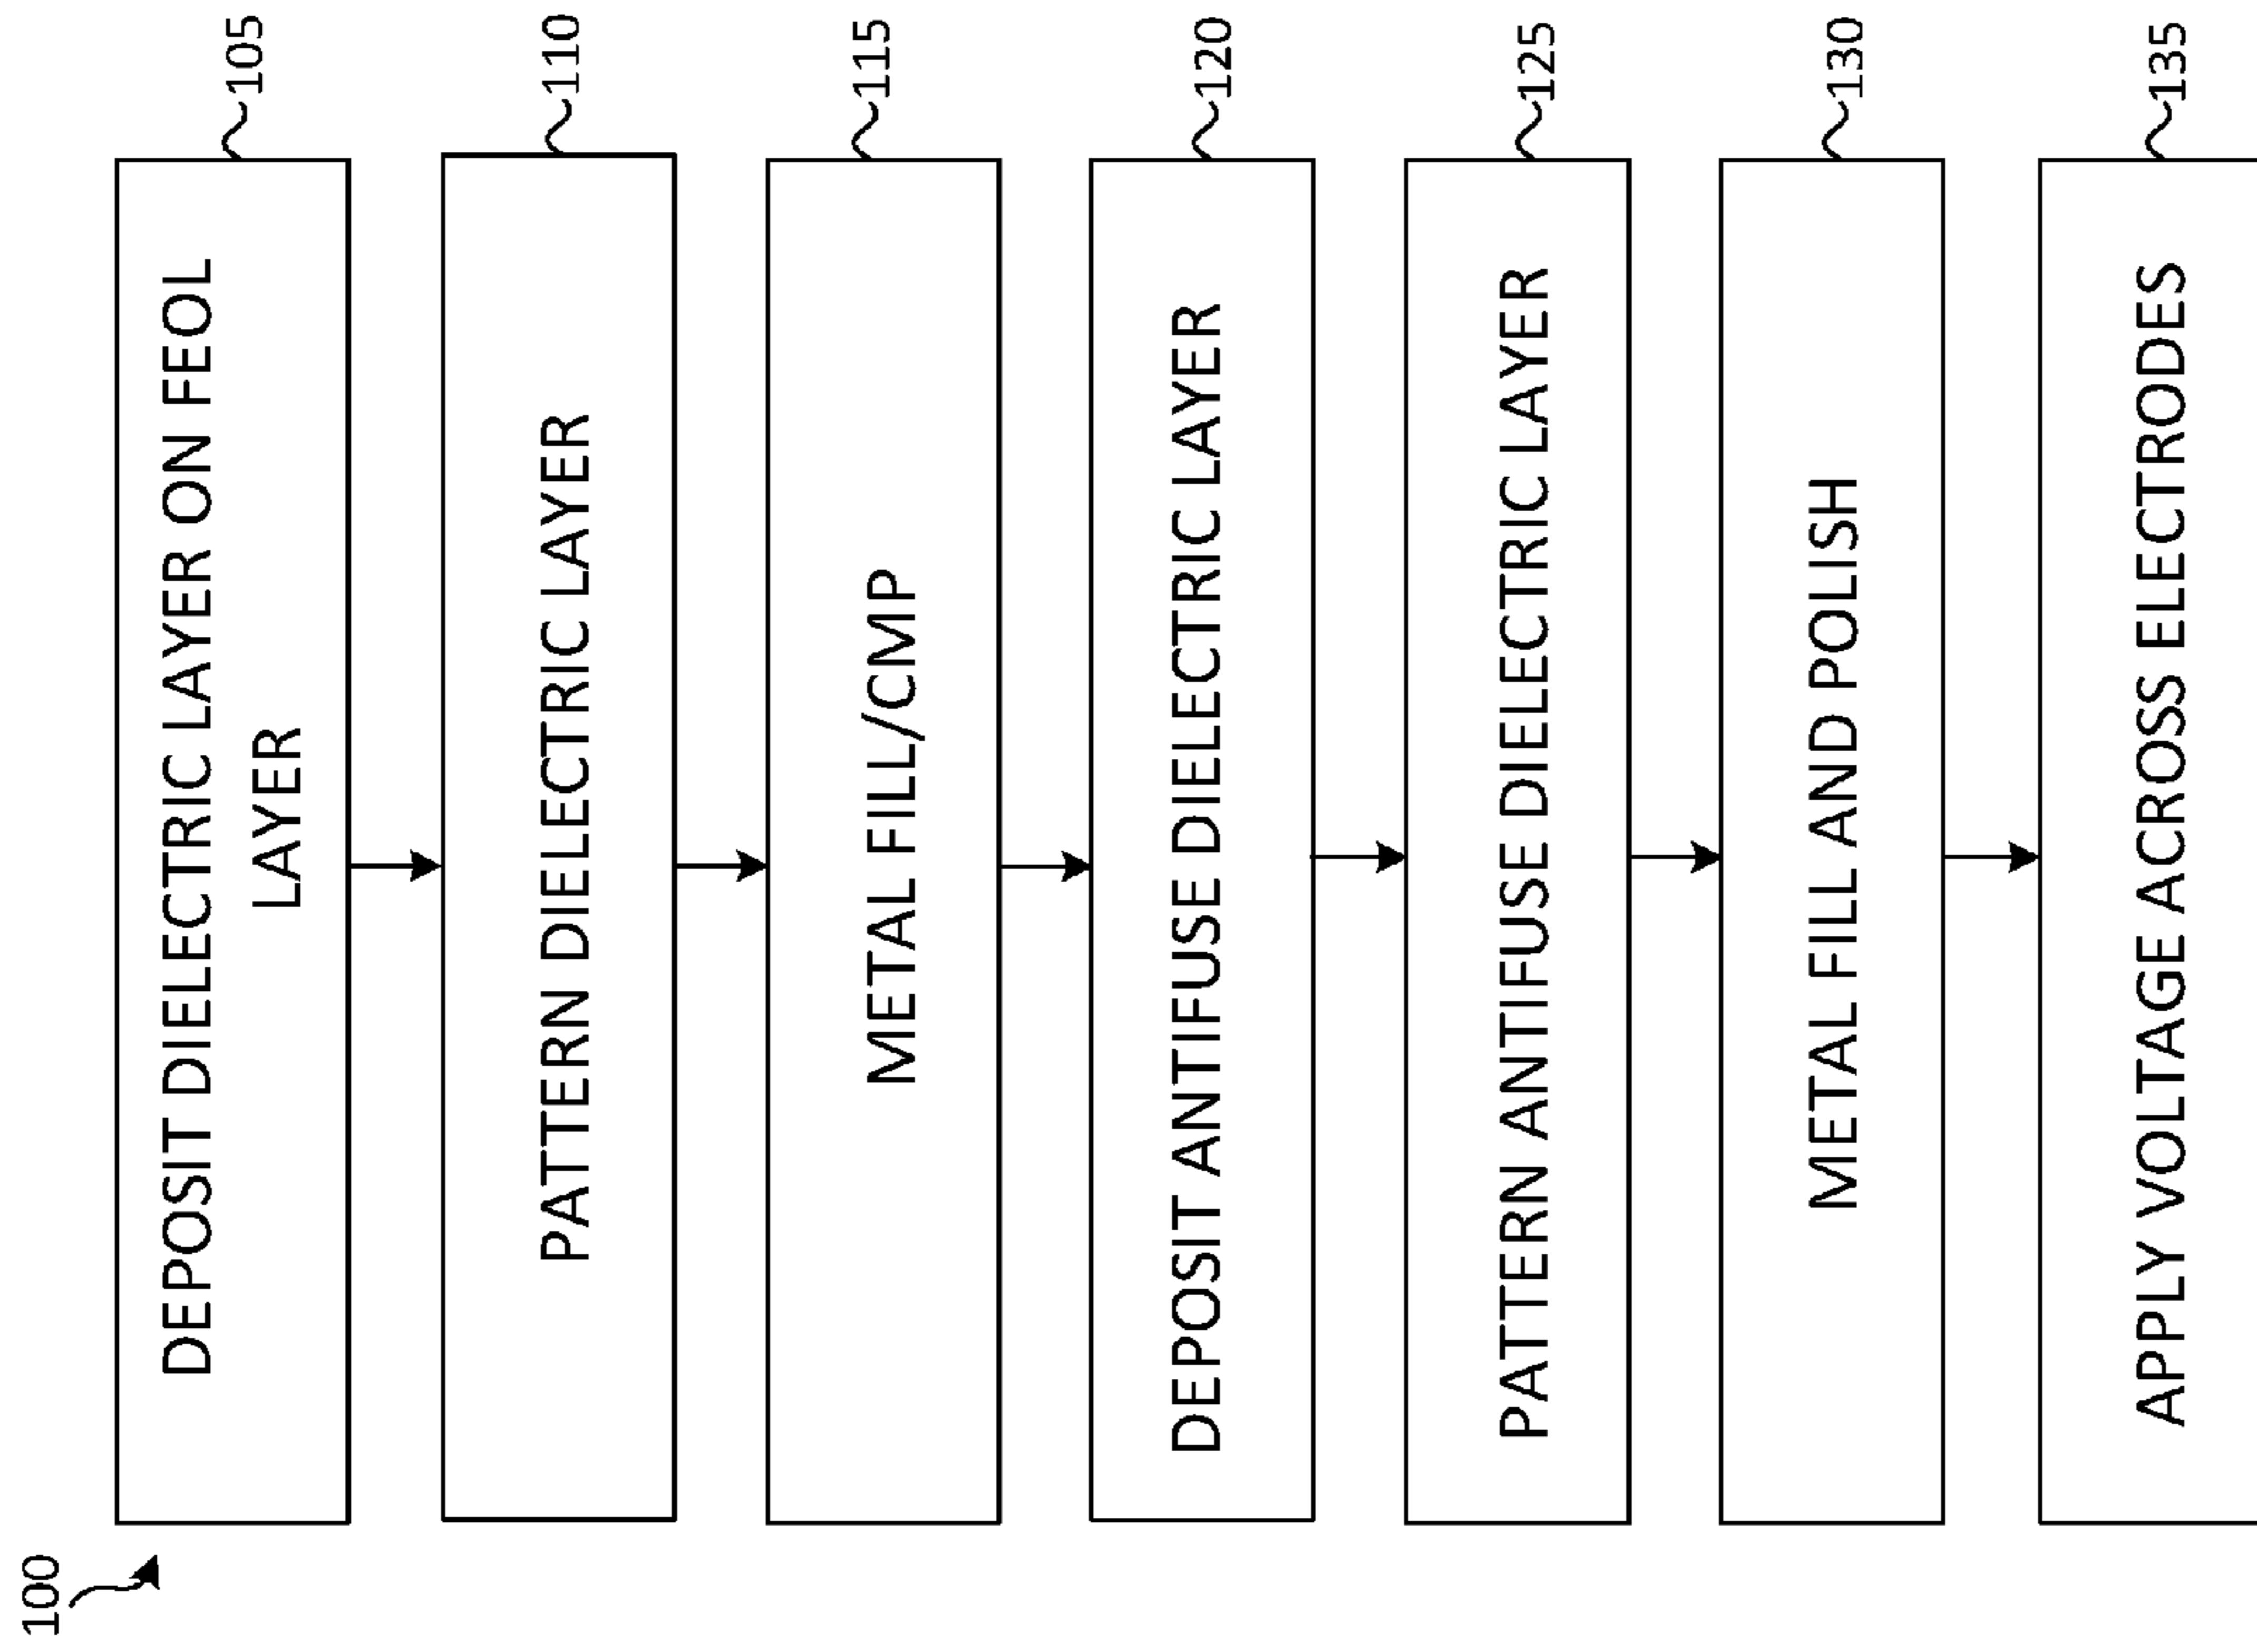 100
DEPOSIT DIELECTRIC LAYER ON FEOL
LAYER
105
PATTERN DIELECTRIC LAYER
110
METAL FILL/CMP
115
DEPOSIT ANTIFUSE DIELECTRIC LAYER
120
PATTERN ANTIFUSE DIELECTRIC LAYER
125
METAL FILL AND POLISH
130
APPLY VOLTAGE ACROSS ELECTRODES
135